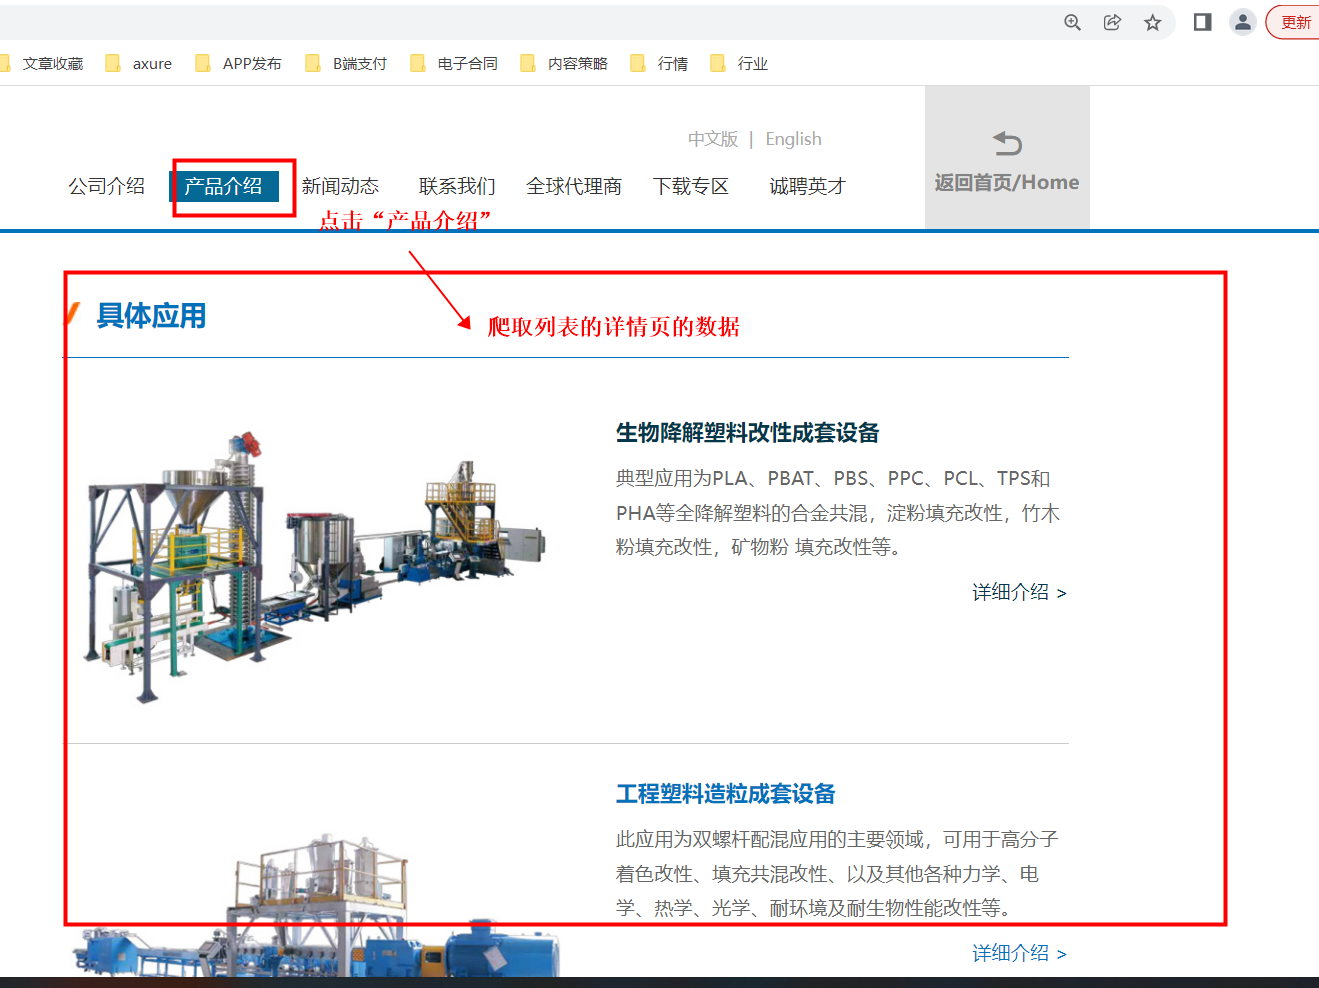 更新
文章收藏 axure APP发布 B端支付 电子合同 内容策略 行情 行业
中文版 | English
公司介绍 产品介绍 新闻动态 联系我们 全球代理商 下载专区 诚聘英才
返回首页/Home
点击“产品介绍”
具体应用
爬取列表的详情页的数据
生物降解塑料改性成套设备
典型应用为PLA、PBAT、PBS、PPC、PCL、TPS和
PHA等全降解塑料的合金共混，淀粉填充改性，竹木
粉填充改性，矿物粉 填充改性等。
详细介绍 >
工程塑料造粒成套设备
此应用为双螺杆配混应用的主要领域，可用于高分子
着色改性、填充共混改性、以及其他各种力学、电
学、热学、光学、耐环境及耐生物性能改性等。
详细介绍 >